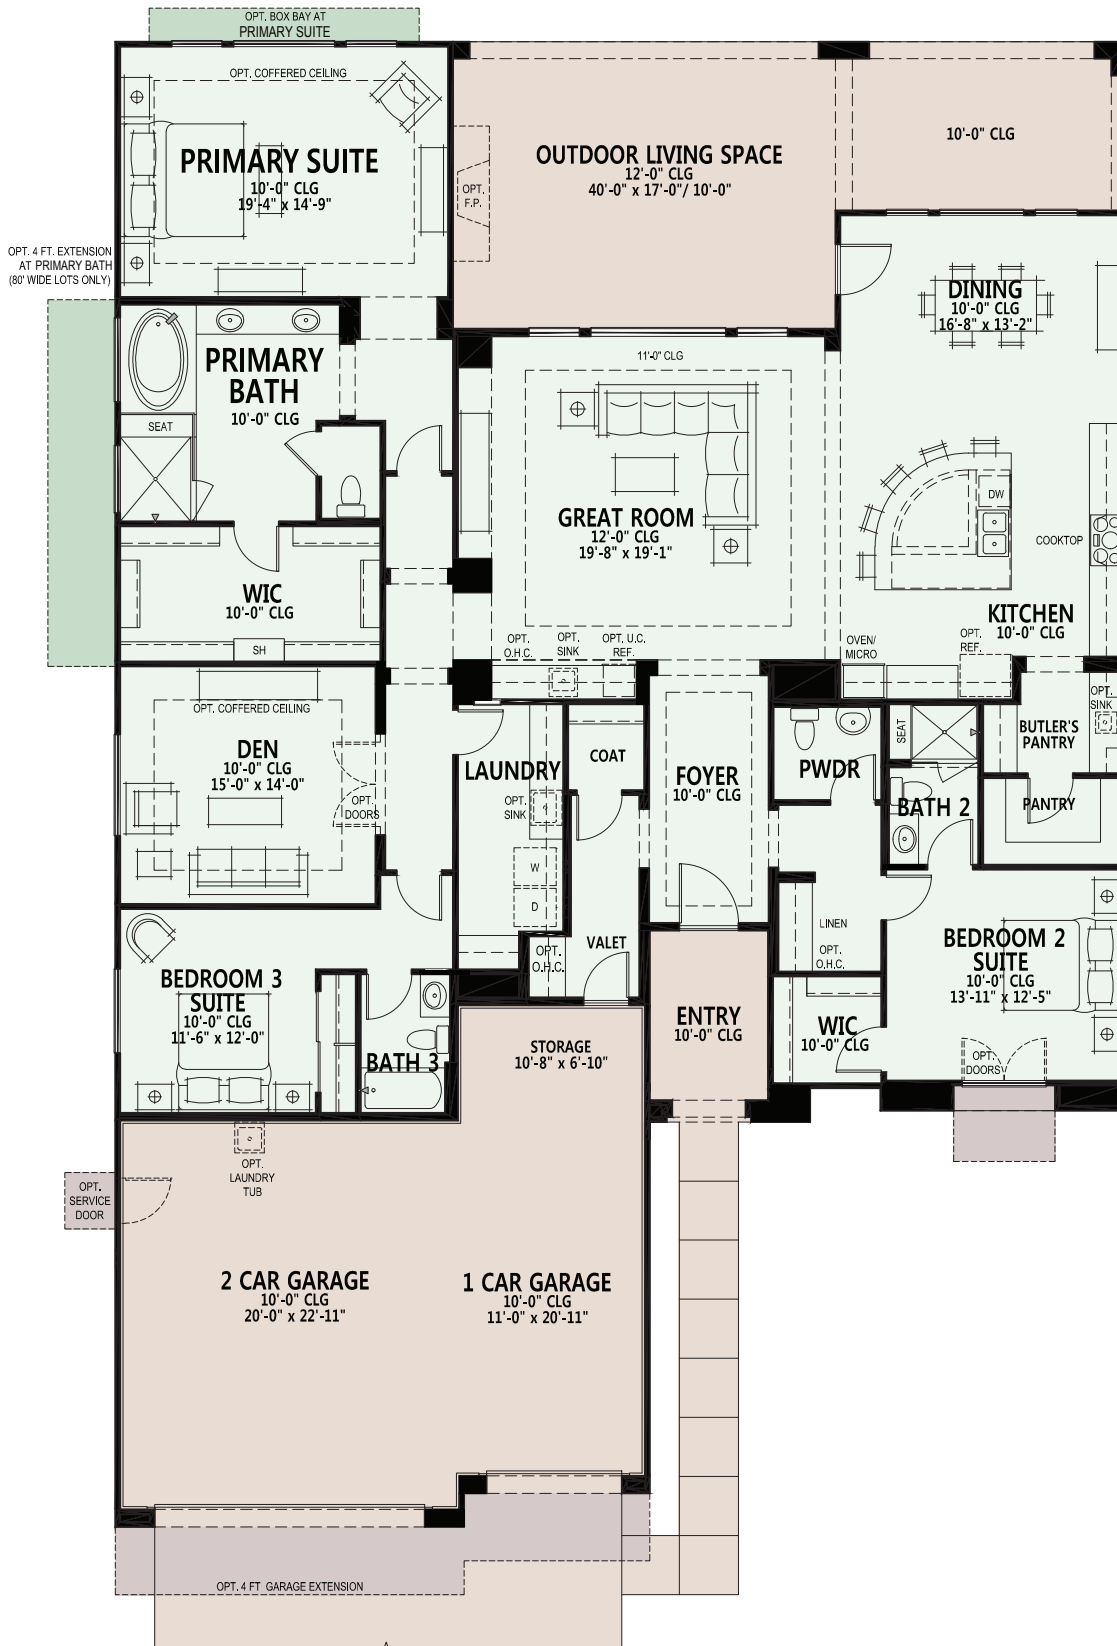 OPT. BOX BAY AT
PRIMARY SUITE
OPT. COFFERED CEILING
PRIMARY SUITE
10'-0" CLG
19'-4" x 14'-9"
OUTDOOR LIVING SPACE
12'-0" CLG
40'-0" x 17'-0"/ 10'-0"
10'-0" CLG
OPT.
F.P.
OPT. 4 FT. EXTENSION
AT PRIMARY BATH
(80' WIDE LOTS ONLY)
DINING
10'-0" CLG
16'-8" x 13'-2"
PRIMARY
BATH
10'-0" CLG
SEAT
11'-0" CLG
GREAT ROOM
12'-0" CLG
19'-8" x 19'-1"
DW
COOKTOP
KITCHEN
10'-0" CLG
WIC
10'-0" CLG
SH
OPT.
O.H.C.
OPT.
SINK
OPT. U.C.
REF.
OVEN/
MICRO
OPT.
REF.
OPT. COFFERED CEILING
DEN
10'-0" CLG
15'-0" x 14'-0"
OPT.
DOORS
LAUNDRY
OPT.
SINK
W
D
COAT
FOYER
10'-0" CLG
PWDR
SEAT
BATH 2
BUTLER'S
PANTRY
OPT.
SINK
PANTRY
BEDROOM 3
SUITE
10'-0" CLG
11'-6" x 12'-0"
BATH 3
OPT.
O.H.C.
VALET
LINEN
OPT.
O.H.C.
BEDROOM 2
SUITE
10'-0" CLG
13'-11" x 12'-5"
ENTRY
10'-0" CLG
WIC
10'-0" CLG
OPT.
DOORS
STORAGE
10'-8" x 6'-10"
OPT.
LAUNDRY
TUB
OPT.
SERVICE
DOOR
2 CAR GARAGE
10'-0" CLG
20'-0" x 22'-11"
1 CAR GARAGE
10'-0" CLG
11'-0" x 20'-11"
OPT. 4 FT GARAGE EXTENSION